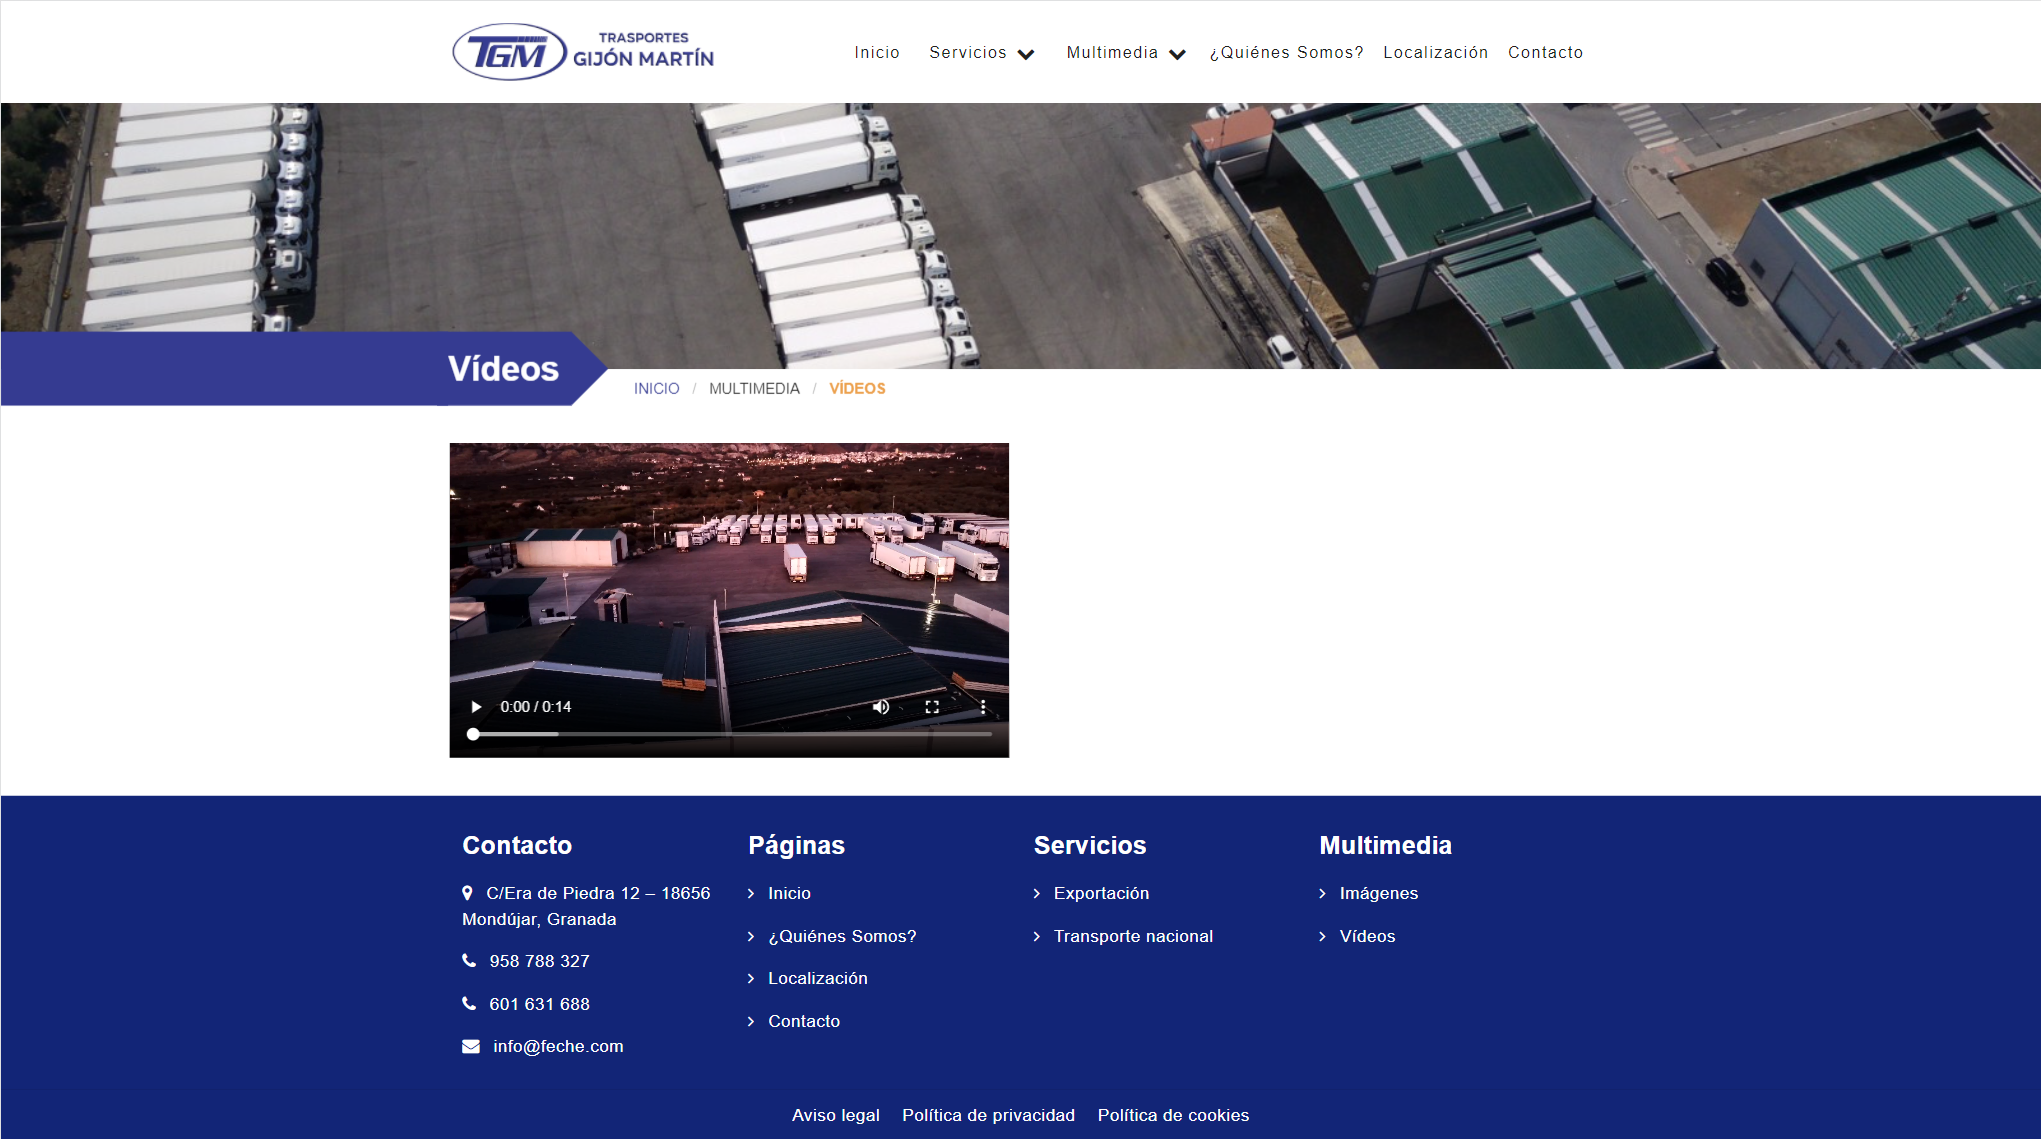 TGM TRASPORTES
GIJÓN MARTÍN
Inicio Servicios Multimedia ¿Quiénes Somos? Localización Contacto
Vídeos
INICIO / MULTIMEDIA / VÍDEOS
0:00 / 0:14
Contacto
C/Era de Piedra 12 – 18656
Mondújar, Granada
958 788 327
601 631 688
info@feche.com
Páginas
Inicio
¿Quiénes Somos?
Localización
Contacto
Servicios
Exportación
Transporte nacional
Multimedia
Imágenes
Vídeos
Aviso legal Política de privacidad Política de cookies